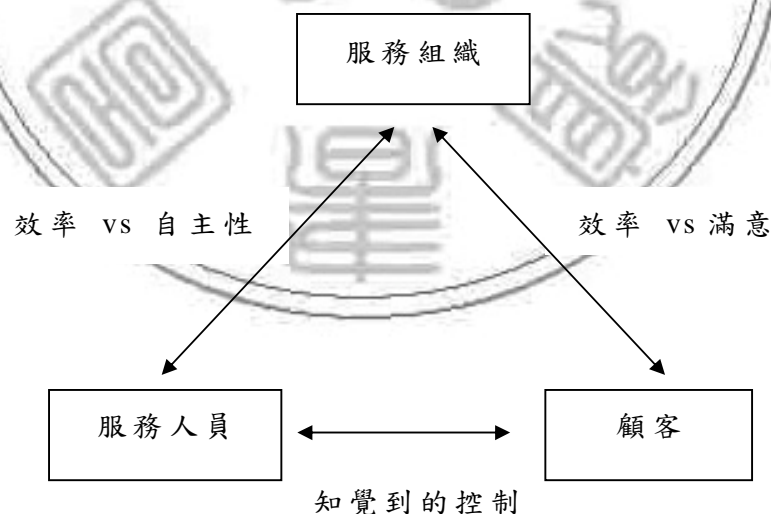 服務組織
效率 vs 自主性
效率 vs 滿意
服務人員
顧客
知覺到的控制